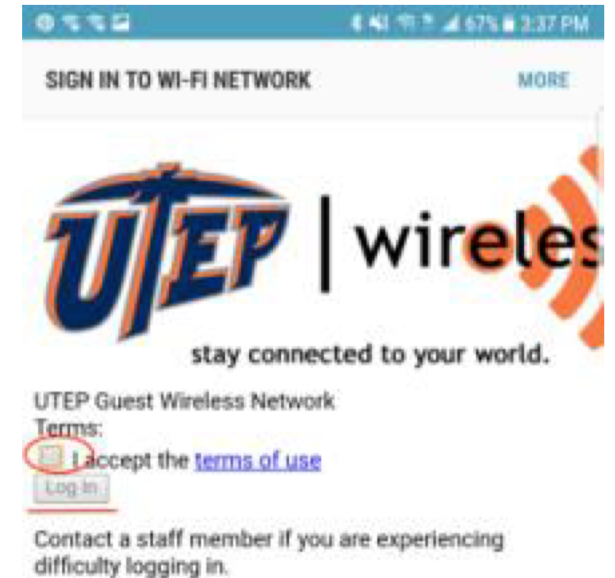 67% 2:37 PM
SIGN IN TO WI-FI NETWORK MORE
UTEP | wireles
stay connected to your world.
UTEP Guest Wireless Network
Terms:
I accept the terms of use
Log In
Contact a staff member if you are experiencing
difficulty logging in.